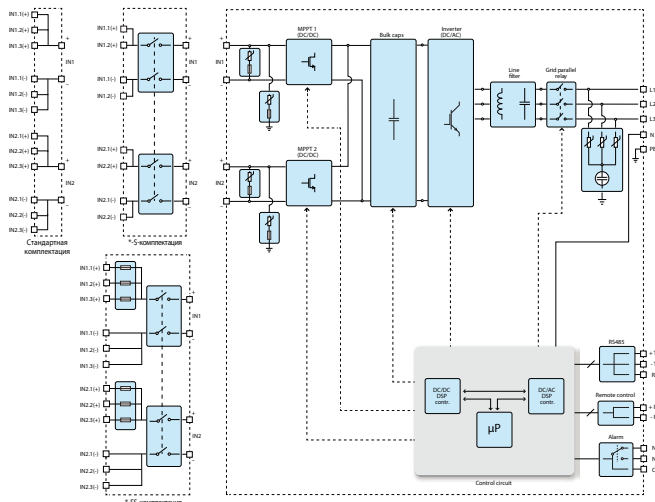 IN1.1(+)
IN1.2(+)
IN1.3(+)
+
IN1
IN1.1(-)
IN1.2(-)
IN1.3(-)
–
IN2.1(+)
IN2.2(+)
IN2.3(+)
+
IN2
IN2.1(-)
IN2.2(-)
IN2.3(-)
–
Стандартная
комплектация
IN1.1(+)
IN1.2(+)
+
IN1
IN1.1(-)
IN1.2(-)
–
IN2.1(+)
IN2.2(+)
+
IN2
IN2.1(-)
IN2.2(-)
–
*-S-комплектация
IN1.1(+)
IN1.2(+)
IN1.3(+)
+
IN1
IN1.1(-)
IN1.2(-)
IN1.3(-)
–
IN2.1(+)
IN2.2(+)
IN2.3(+)
+
IN2
IN2.1(-)
IN2.2(-)
IN2.3(-)
–
+
IN1
–
+
IN2
–
MPPT 1
(DC/DC)
MPPT 2
(DC/DC)
Bulk caps
Inverter
(DC/AC)
Line
filter
Grid parallel
relay
L1
L2
L3
N
PE
DC/DC
DSP
contr.
DC/AC
DSP
contr.
µP
Control circuit
RS485
Remote control
Alarm